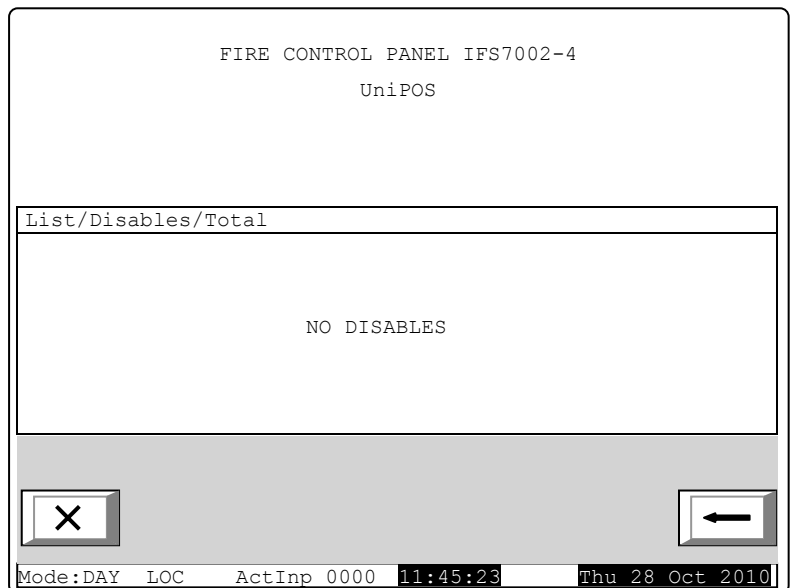 FIRE CONTROL PANEL IFS7002-4
UniPOS
List/Disables/Total
NO DISABLES
Mode:DAY LOC ActInp 0000 11:45:23 Thu 28 Oct 2010